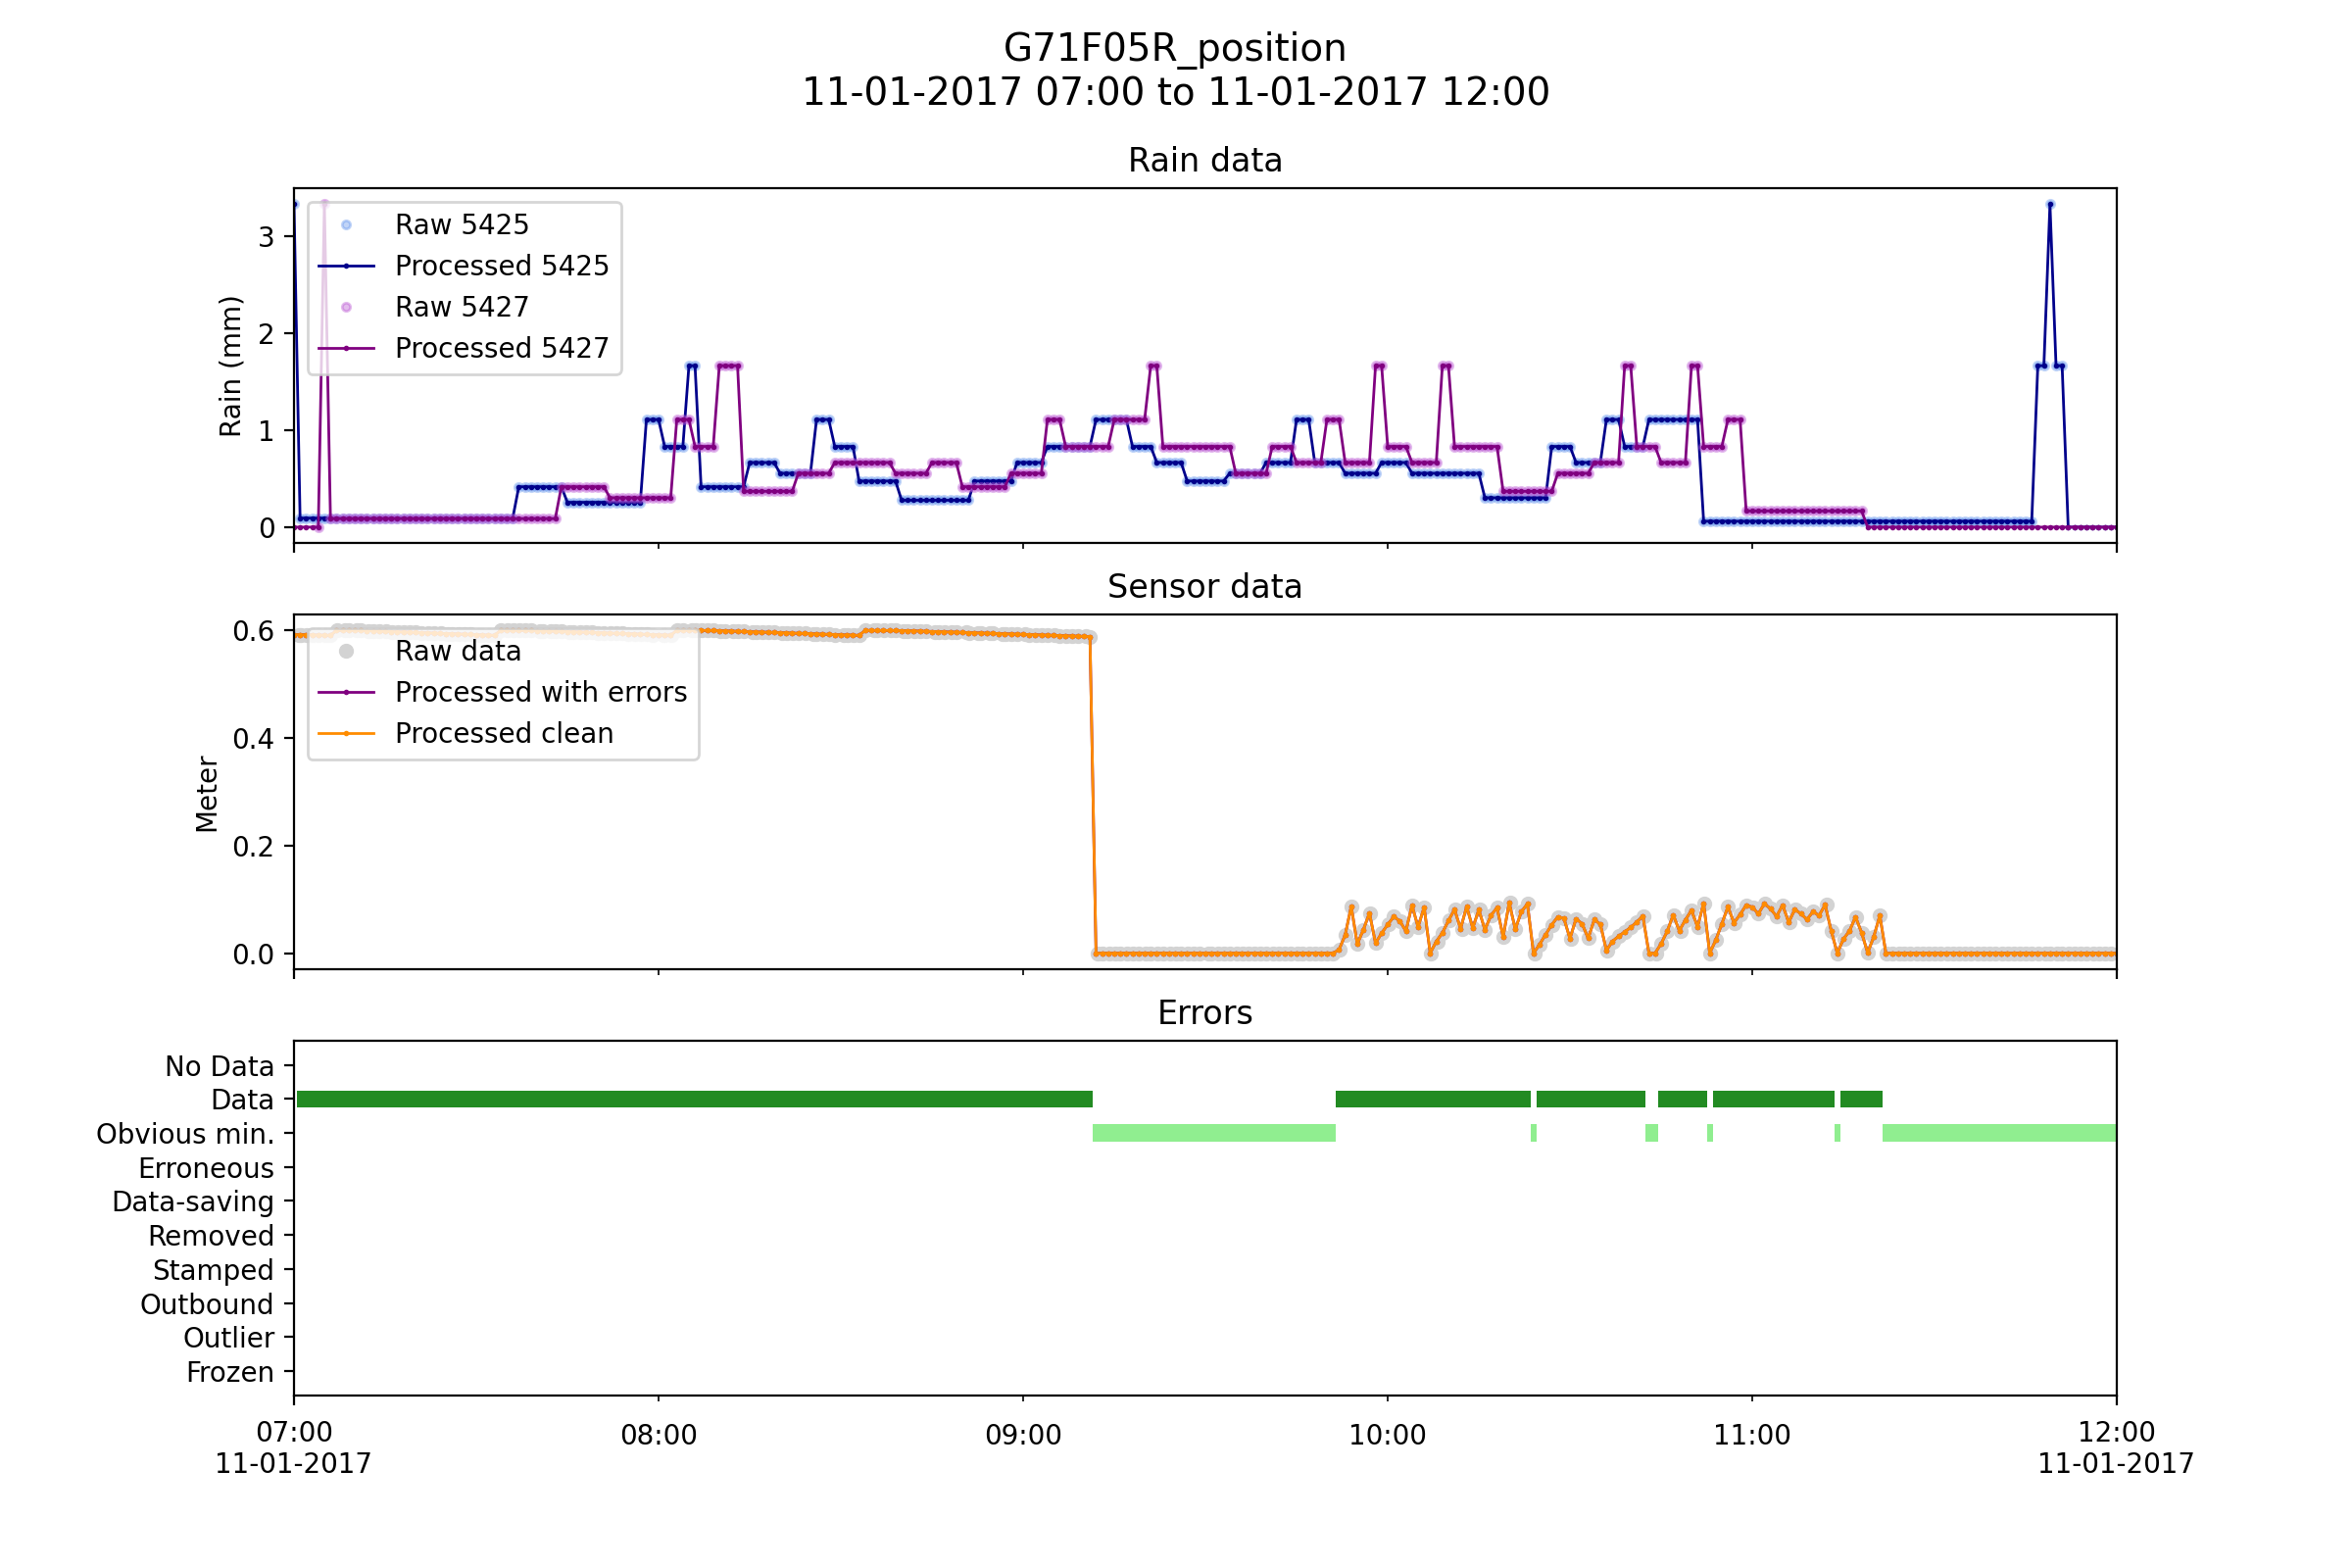 G71F05R_position
11-01-2017 07:00 to 11-01-2017 12:00
Rain data
Rain (mm)
3
2
1
0
Raw 5425
Processed 5425
Raw 5427
Processed 5427
Sensor data
Meter
0.6
0.4
0.2
0.0
Raw data
Processed with errors
Processed clean
Errors
No Data
Data
Obvious min.
Erroneous
Data-saving
Removed
Stamped
Outbound
Outlier
Frozen
07:00
11-01-2017
08:00
09:00
10:00
11:00
12:00
11-01-2017